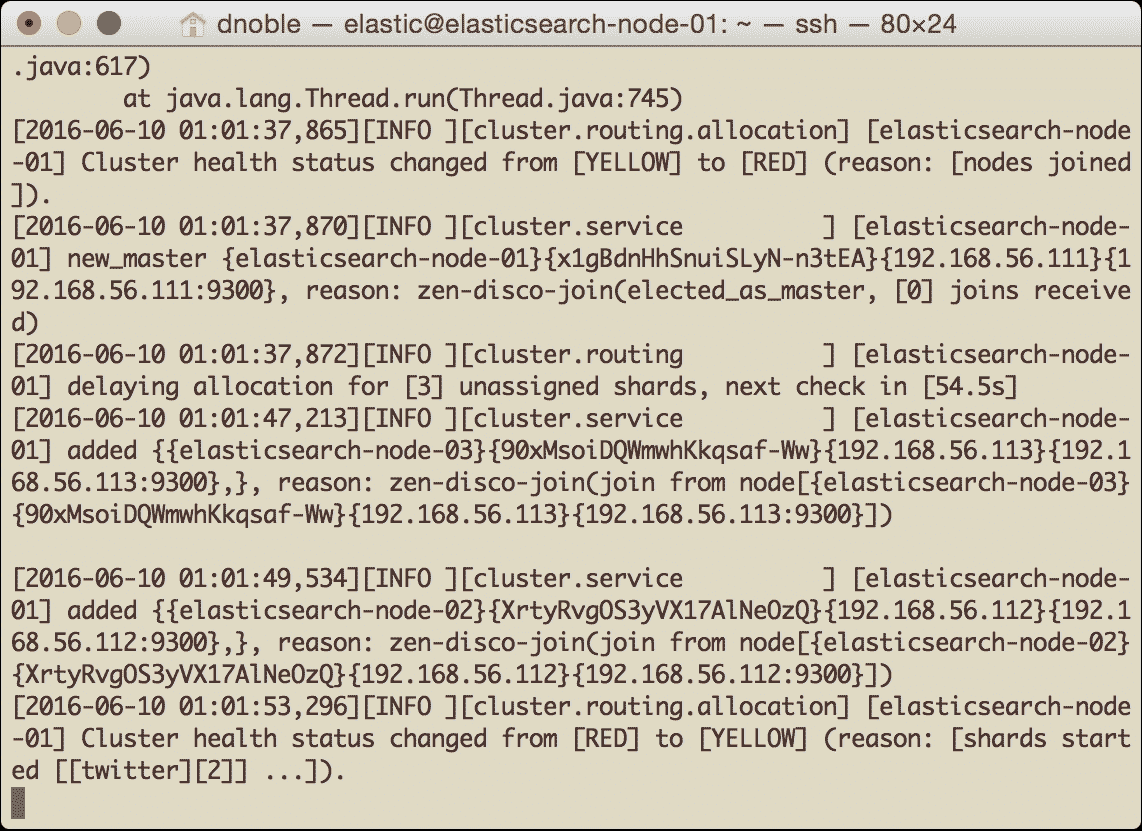 dnoble — elastic@elasticsearch-node-01: ~ — ssh — 80×24
.java:617)
        at java.lang.Thread.run(Thread.java:745)
[2016-06-10 01:01:37,865][INFO ][cluster.routing.allocation] [elasticsearch-node
-01] Cluster health status changed from [YELLOW] to [RED] (reason: [nodes joined
]).
[2016-06-10 01:01:37,870][INFO ][cluster.service          ] [elasticsearch-node-
01] new_master {elasticsearch-node-01}{x1gBdnHhSnuiSLyN-n3tEA}{192.168.56.111}{1
92.168.56.111:9300}, reason: zen-disco-join(elected_as_master, [0] joins receive
d)
[2016-06-10 01:01:37,872][INFO ][cluster.routing          ] [elasticsearch-node-
01] delaying allocation for [3] unassigned shards, next check in [54.5s]
[2016-06-10 01:01:47,213][INFO ][cluster.service          ] [elasticsearch-node-
01] added {{elasticsearch-node-03}{90xMsoiDQWmwhKkqsaf-Ww}{192.168.56.113}{192.1
68.56.113:9300},}, reason: zen-disco-join(join from node[{elasticsearch-node-03}
{90xMsoiDQWmwhKkqsaf-Ww}{192.168.56.113}{192.168.56.113:9300}])
[2016-06-10 01:01:49,534][INFO ][cluster.service          ] [elasticsearch-node-
01] added {{elasticsearch-node-02}{XrtyRvgOS3yVX17AlNeOzQ}{192.168.56.112}{192.1
68.56.112:9300},}, reason: zen-disco-join(join from node[{elasticsearch-node-02}
{XrtyRvgOS3yVX17AlNeOzQ}{192.168.56.112}{192.168.56.112:9300}])
[2016-06-10 01:01:53,296][INFO ][cluster.routing.allocation] [elasticsearch-node
-01] Cluster health status changed from [RED] to [YELLOW] (reason: [shards start
ed [[twitter][2]] ...]).